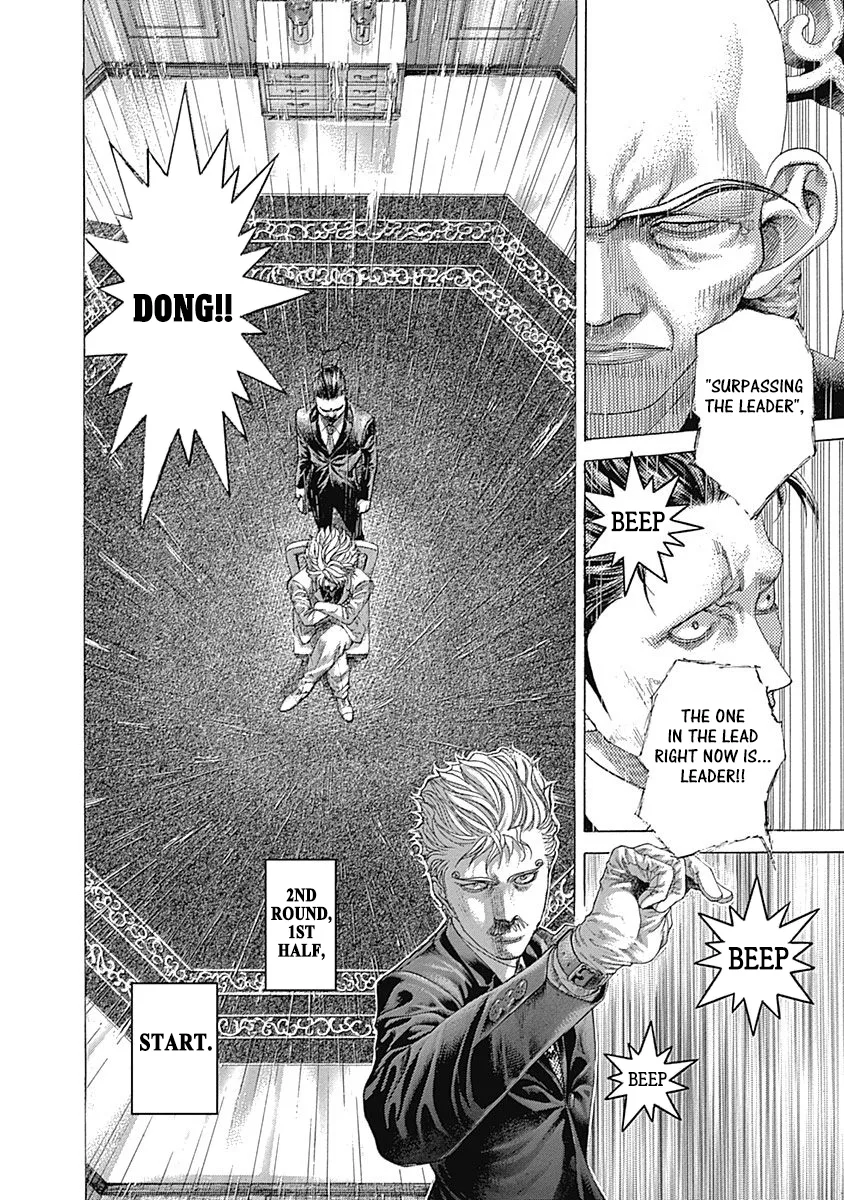 "SURPASSING
THE LEADER",
BEEP
THE ONE
IN THE LEAD
RIGHT NOW IS...
LEADER!!
BEEP
BEEP
DONG!!
2ND
ROUND,
1ST
HALF,
START.